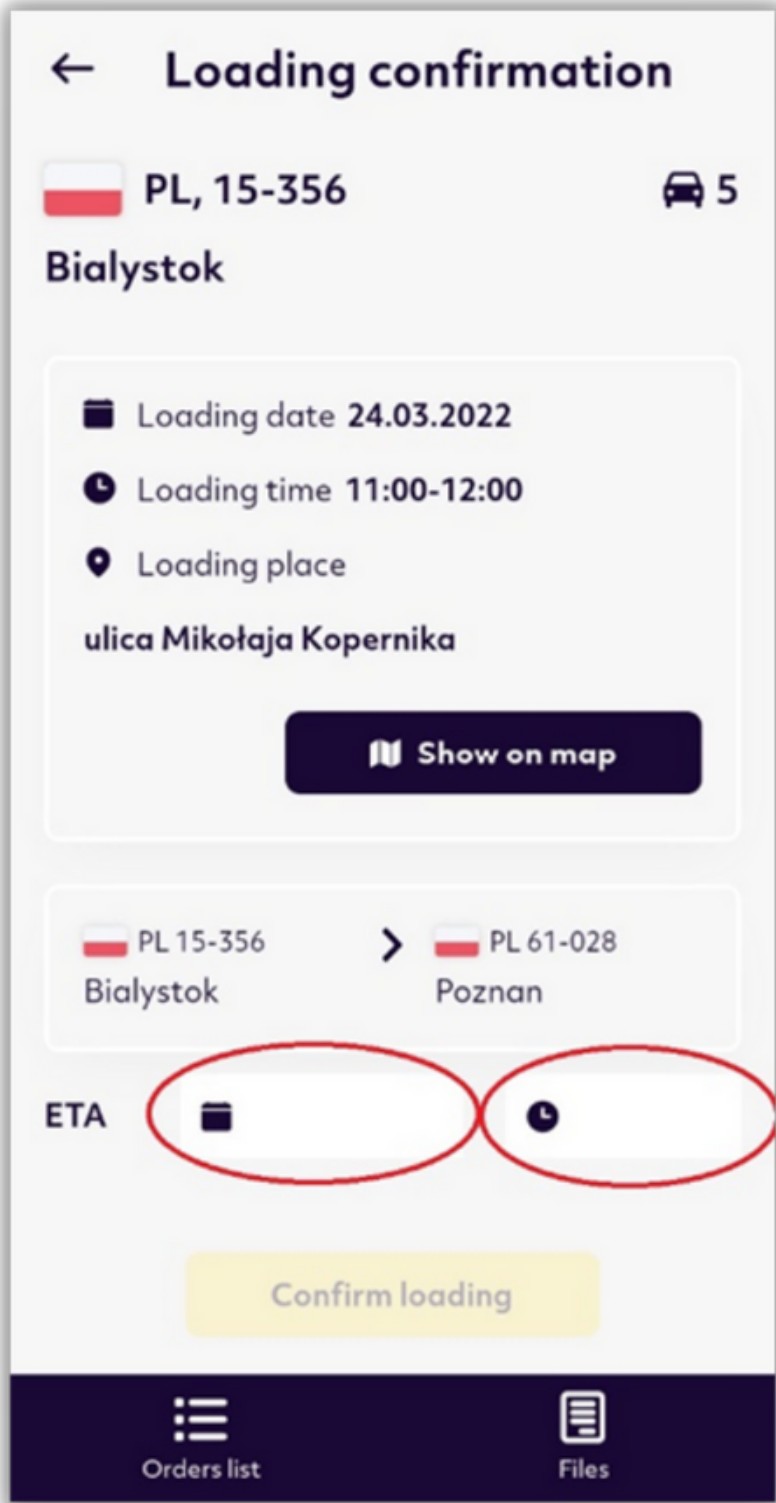 Loading confirmation
PL, 15-356 5
Bialystok
Loading date 24.03.2022
Loading time 11:00-12:00
Loading place
ulica Mikołaja Kopernika
Show on map
PL 15-356 PL 61-028
Bialystok Poznan
ETA
Confirm loading
Orders list Files